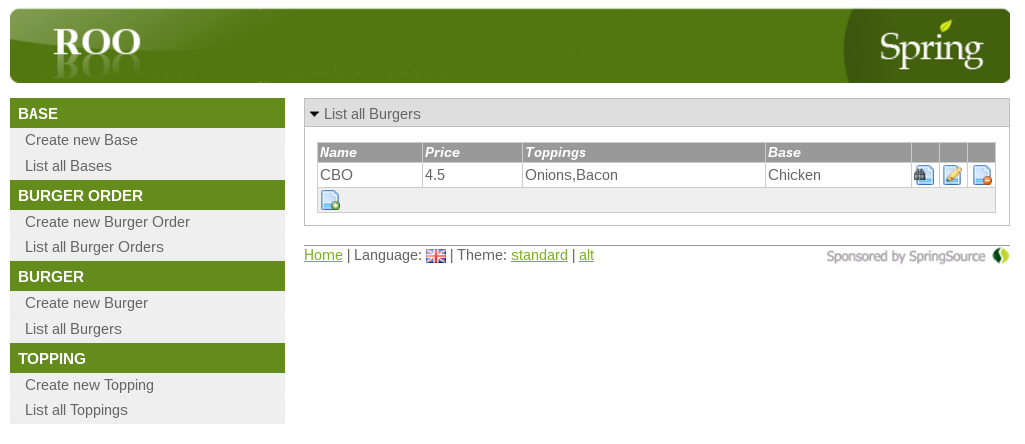 ROO
Spring
BASE
Create new Base
List all Bases
BURGER ORDER
Create new Burger Order
List all Burger Orders
BURGER
Create new Burger
List all Burgers
TOPPING
Create new Topping
List all Toppings
List all Burgers
Name Price Toppings Base
CBO 4.5 Onions,Bacon Chicken
Home | Language: | Theme: standard | alt
Sponsored by SpringSource